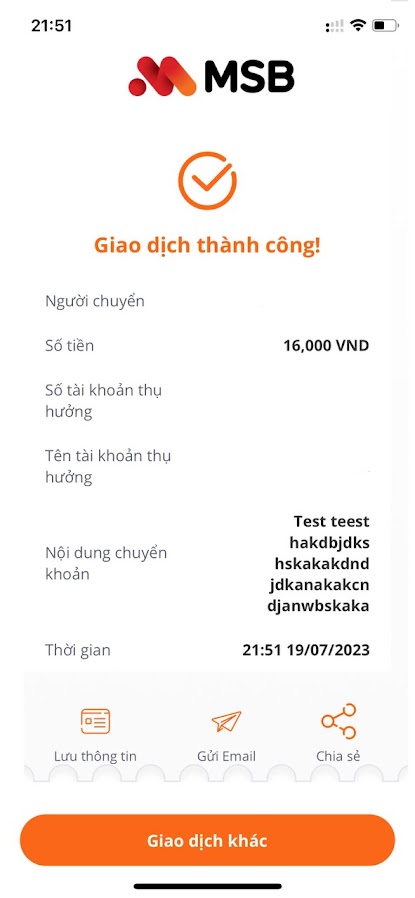 21:51
MSB
Giao dịch thành công!
Người chuyển
Số tiền
16,000 VND
Số tài khoản thụ
hưởng
Tên tài khoản thụ
hưởng
Nội dung chuyển
khoản
Test teest
hakdbjdks
hskakakdnd
jdkanakakcn
djanwbskaka
Thời gian
21:51 19/07/2023
Lưu thông tin
Gửi Email
Chia sẻ
Giao dịch khác